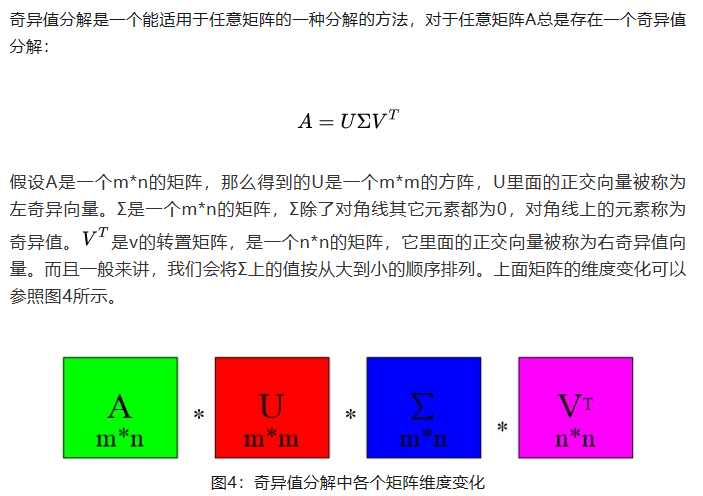 奇异值分解是一个能适用于任意矩阵的一种分解的方法，对于任意矩阵A总是存在一个奇异值
分解：
A = UΣV^T
假设A是一个m*n的矩阵，那么得到的U是一个m*m的方阵，U里面的正交向量被称为
左奇异向量。Σ是一个m*n的矩阵，Σ除了对角线其它元素都为0，对角线上的元素称为
奇异值。V^T是v的转置矩阵，是一个n*n的矩阵，它里面的正交向量被称为右奇异值向
量。而且一般来讲，我们会将Σ上的值按从大到小的顺序排列。上面矩阵的维度变化可以
参照图4所示。
A * U * Σ * VT
m*n m*m m*n n*n
图4：奇异值分解中各个矩阵维度变化